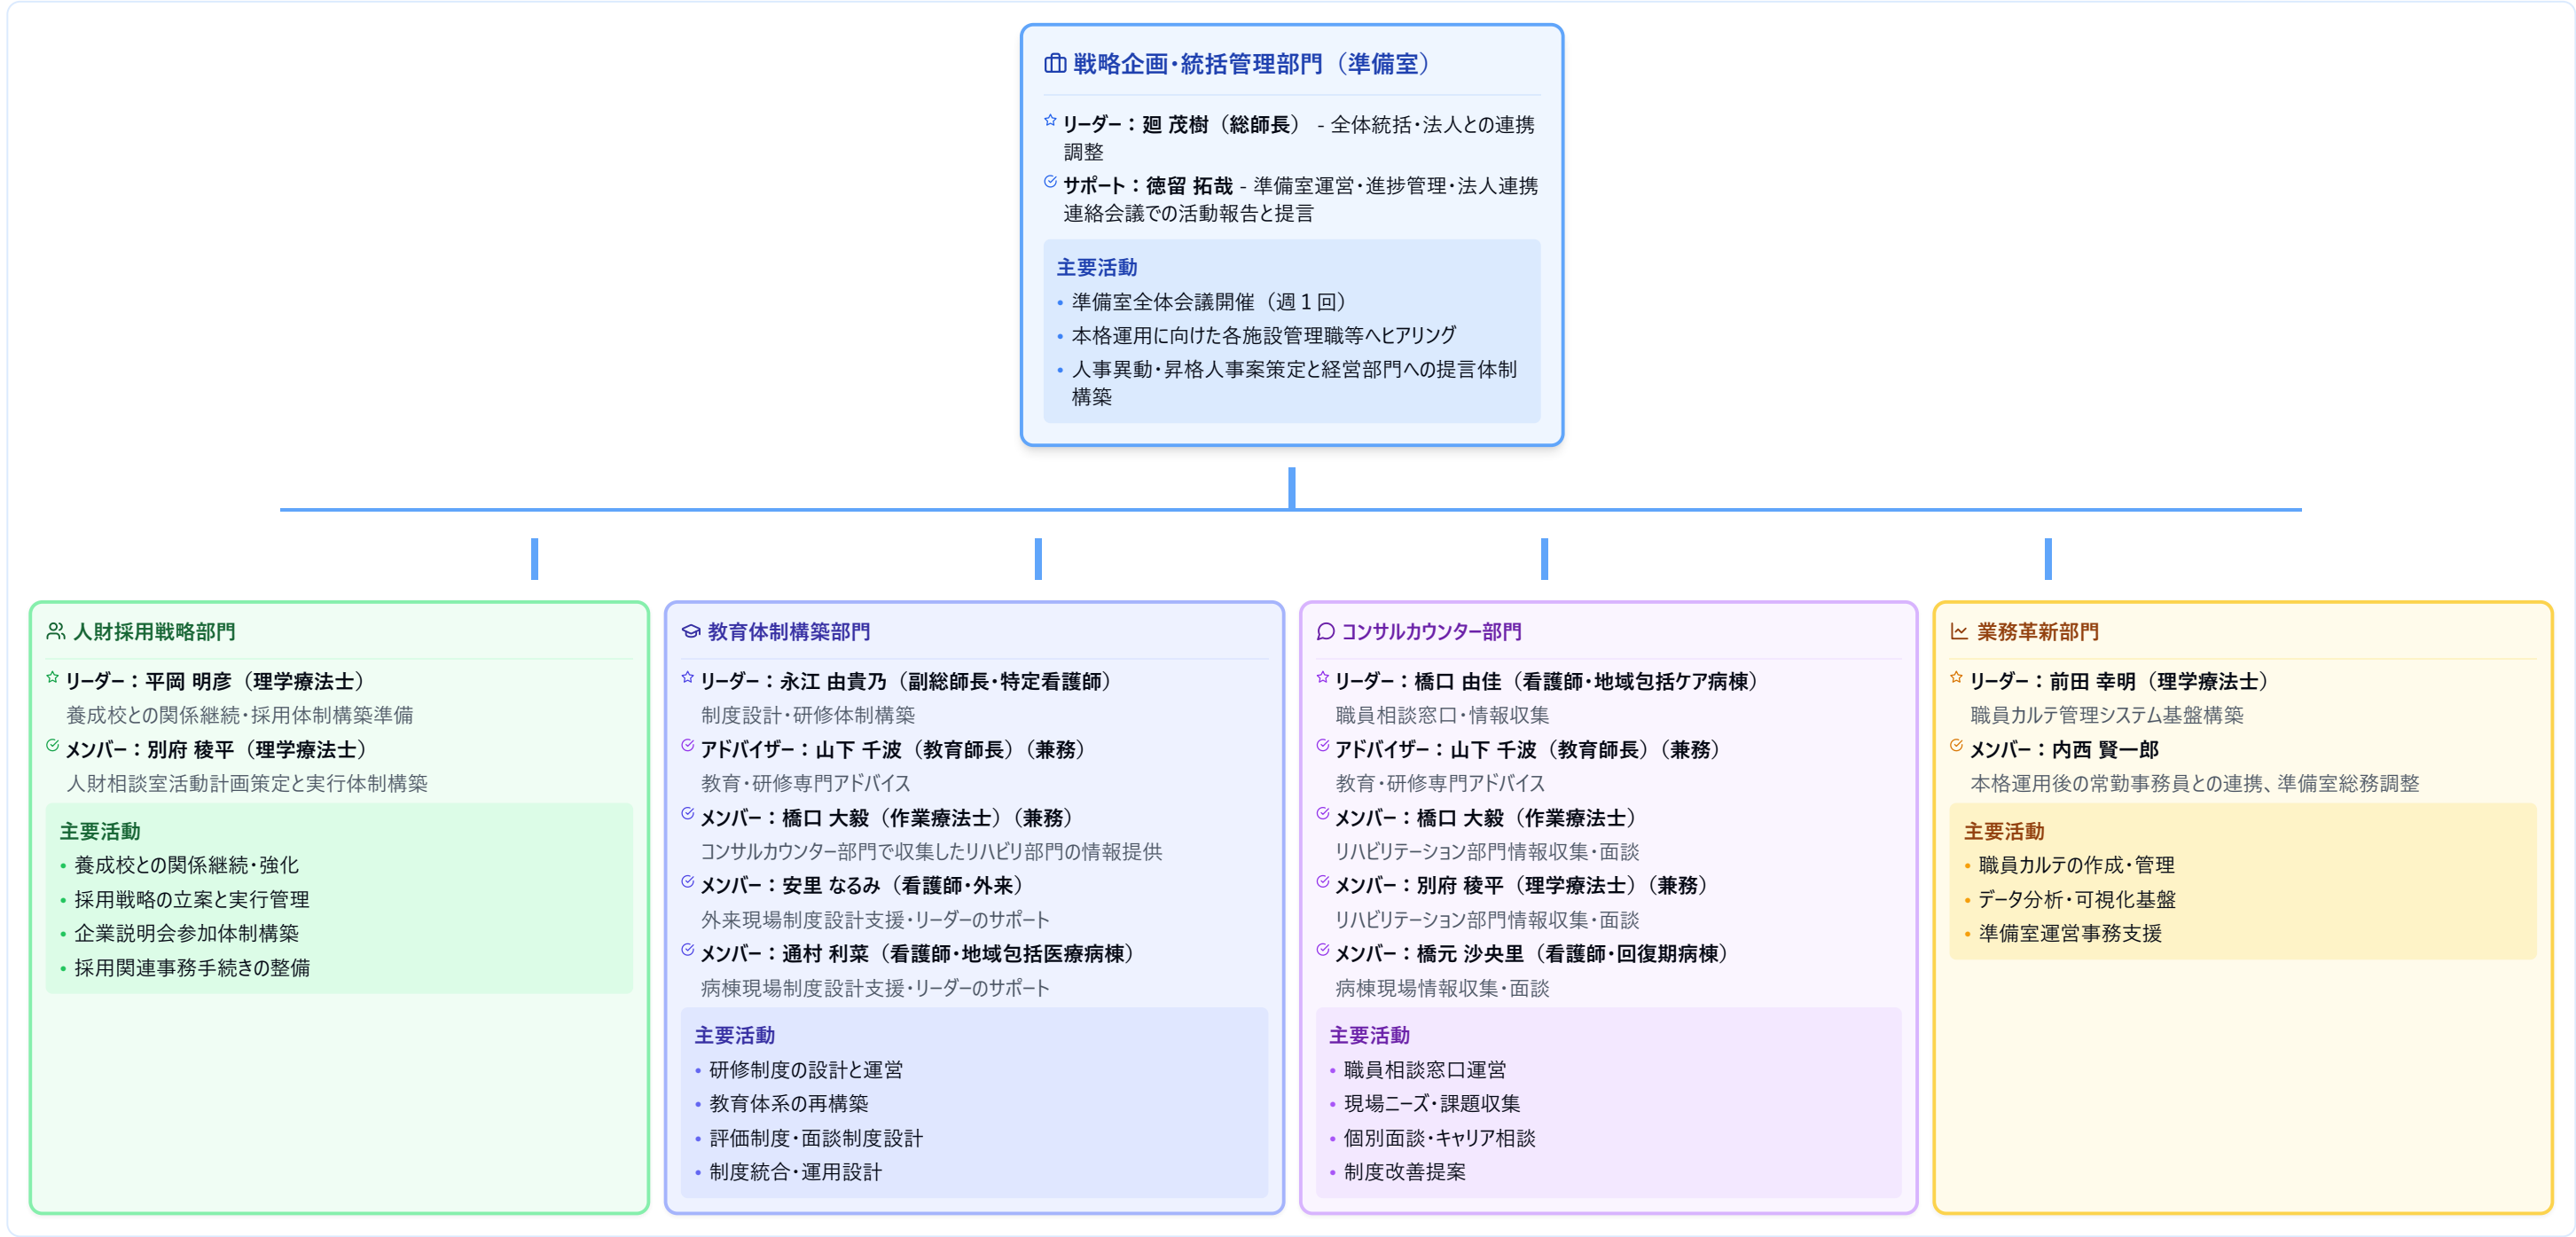 戦略企画・統括管理部門（準備室）
リーダー：廻 茂樹（総師長） - 全体統括・法人との連携
調整
サポート：徳留 拓哉 - 準備室運営・進捗管理・法人連携
連絡会議での活動報告と提言
主要活動
• 準備室全体会議開催（週１回）
• 本格運用に向けた各施設管理職等へヒアリング
• 人事異動・昇格人事案策定と経営部門への提言体制
構築
人財採用戦略部門
リーダー：平岡 明彦（理学療法士）
養成校との関係継続・採用体制構築準備
メンバー：別府 稜平（理学療法士）
人財相談室活動計画策定と実行体制構築
主要活動
• 養成校との関係継続・強化
• 採用戦略の立案と実行管理
• 企業説明会参加体制構築
• 採用関連事務手続きの整備
教育体制構築部門
リーダー：永江 由貴乃（副総師長・特定看護師）
制度設計・研修体制構築
アドバイザー：山下 千波（教育師長）（兼務）
教育・研修専門アドバイス
メンバー：橋口 大毅（作業療法士）（兼務）
コンサルカウンター部門で収集したリハビリ部門の情報提供
メンバー：安里 なるみ（看護師・外来）
外来現場制度設計支援・リーダーのサポート
メンバー：通村 利菜（看護師・地域包括医療病棟）
病棟現場制度設計支援・リーダーのサポート
主要活動
• 研修制度の設計と運営
• 教育体系の再構築
• 評価制度・面談制度設計
• 制度統合・運用設計
コンサルカウンター部門
リーダー：橋口 由佳（看護師・地域包括ケア病棟）
職員相談窓口・情報収集
アドバイザー：山下 千波（教育師長）（兼務）
教育・研修専門アドバイス
メンバー：橋口 大毅（作業療法士）
リハビリテーション部門情報収集・面談
メンバー：別府 稜平（理学療法士）（兼務）
リハビリテーション部門情報収集・面談
メンバー：橋元 沙央里（看護師・回復期病棟）
病棟現場情報収集・面談
主要活動
• 職員相談窓口運営
• 現場ニーズ・課題収集
• 個別面談・キャリア相談
• 制度改善提案
業務革新部門
リーダー：前田 幸明（理学療法士）
職員カルテ管理システム基盤構築
メンバー：内西 賢一郎
本格運用後の常勤事務員との連携、準備室総務調整
主要活動
• 職員カルテの作成・管理
• データ分析・可視化基盤
• 準備室運営事務支援